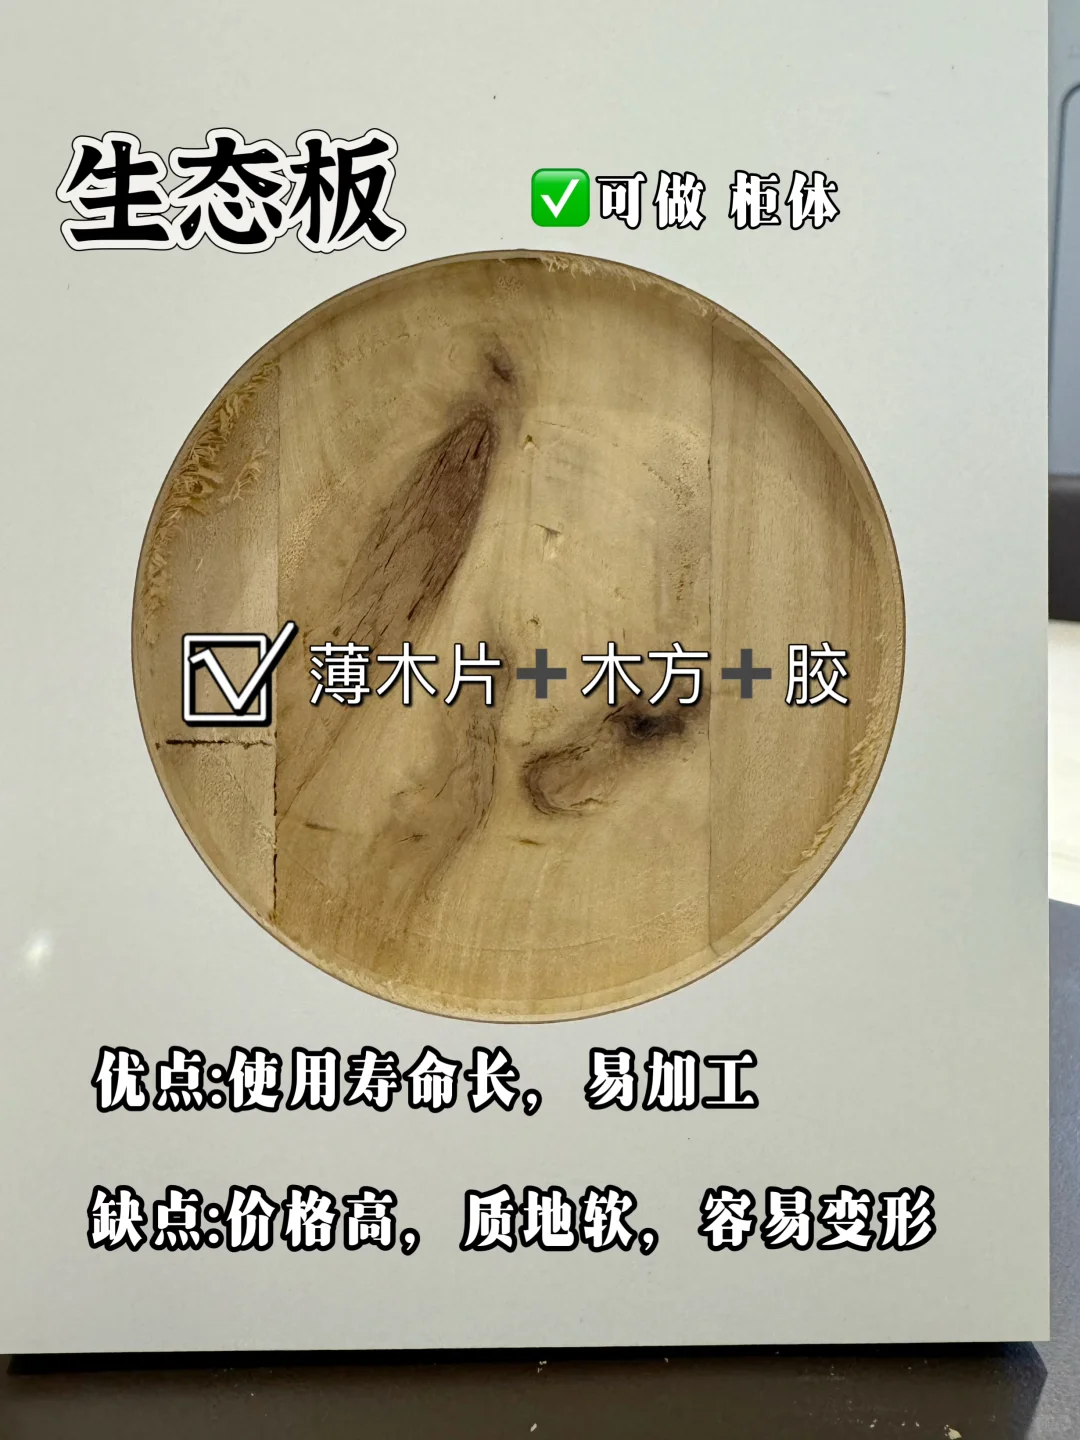 生态板
✅可做 柜体
☑薄木片➕木方➕胶
优点:使用寿命长，易加工
缺点:价格高，质地软，容易变形